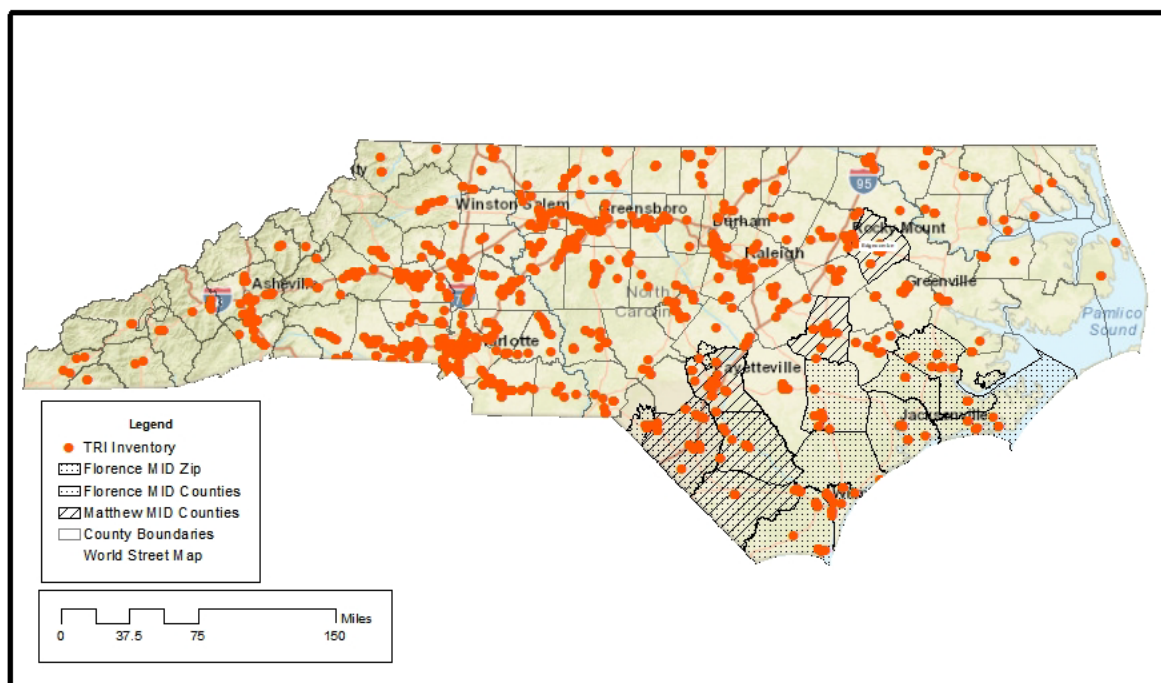 95
Winston Salem
Greensboro
Durham
Rocky Mount
Edgecombe
Raleigh
Asheville
Greenville
North
Pamlico
Sound
Fayetteville
Jacksonville
Legend
TRI Inventory
Florence MID Zip
Florence MID Counties
Matthew MID Counties
County Boundaries
World Street Map
Miles
0 37.5 75 150